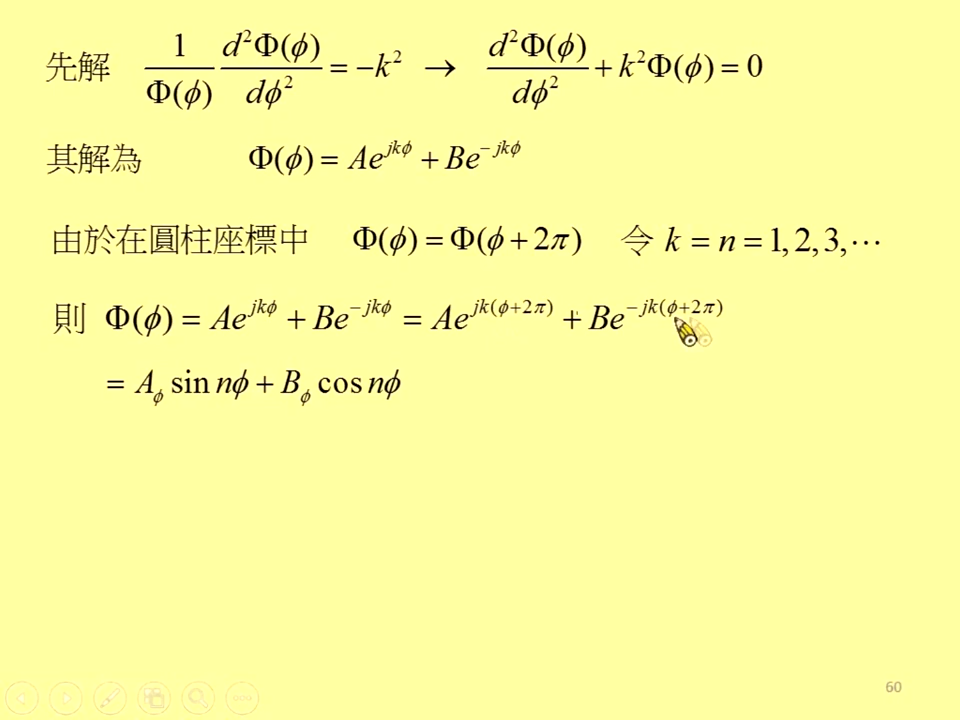 先解 1/Φ(ϕ) d²Φ(ϕ)/dϕ² = −k² → d²Φ(ϕ)/dϕ² + k²Φ(ϕ) = 0
其解為 Φ(ϕ) = Ae^{jkϕ} + Be^{−jkϕ}
由於在圓柱座標中 Φ(ϕ) = Φ(ϕ + 2π) 令 k = n = 1, 2, 3, ⋯
則 Φ(ϕ) = Ae^{jkϕ} + Be^{−jkϕ} = Ae^{jk(ϕ+2π)} + Be^{−jk(ϕ+2π)}
= A_ϕ sin nϕ + B_ϕ cos nϕ
60